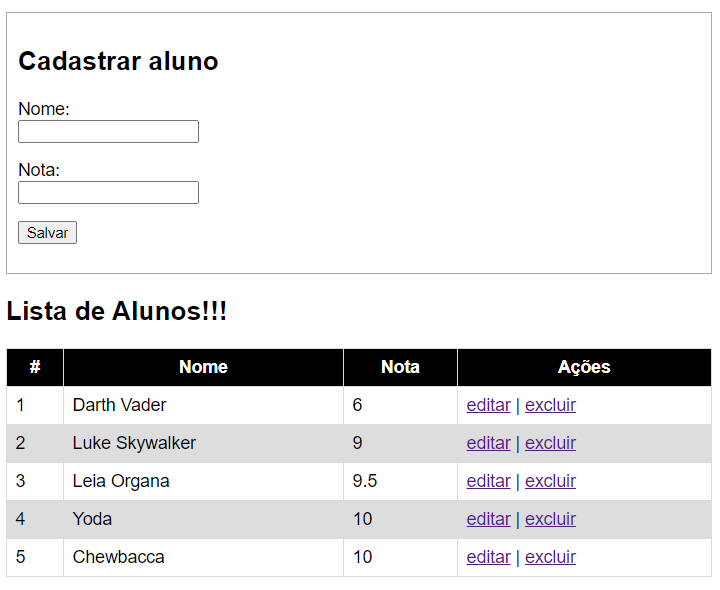 Cadastrar aluno
Nome:
Nota:
Salvar
Lista de Alunos!!!
# Nome Nota Ações
1 Darth Vader 6 editar | excluir
2 Luke Skywalker 9 editar | excluir
3 Leia Organa 9.5 editar | excluir
4 Yoda 10 editar | excluir
5 Chewbacca 10 editar | excluir